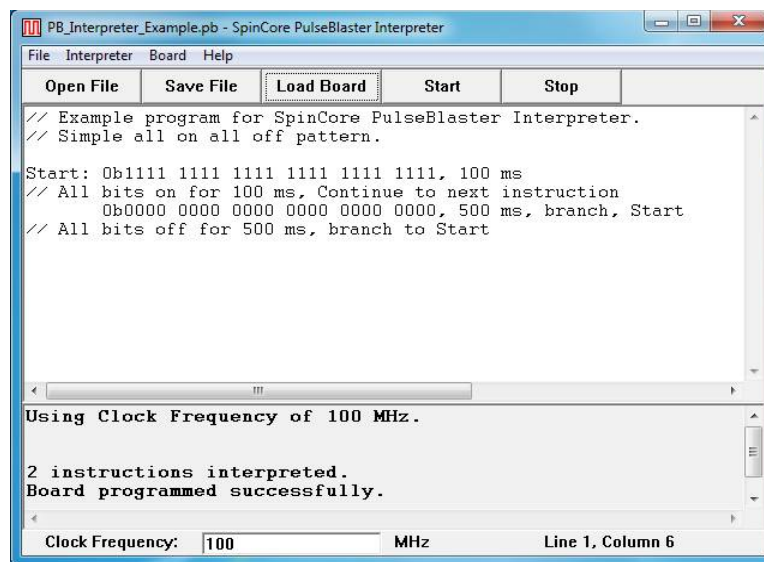 PB_Interpreter_Example.pb - SpinCore PulseBlaster Interpreter
File Interpreter Board Help
Open File Save File Load Board Start Stop
// Example program for SpinCore PulseBlaster Interpreter.
// Simple all on all off pattern.
Start: 0b1111 1111 1111 1111 1111 1111, 100 ms
// All bits on for 100 ms, Continue to next instruction
0b0000 0000 0000 0000 0000 0000, 500 ms, branch, Start
// All bits off for 500 ms, branch to Start
Using Clock Frequency of 100 MHz.
2 instructions interpreted.
Board programmed successfully.
Clock Frequency: 100 MHz Line 1, Column 6